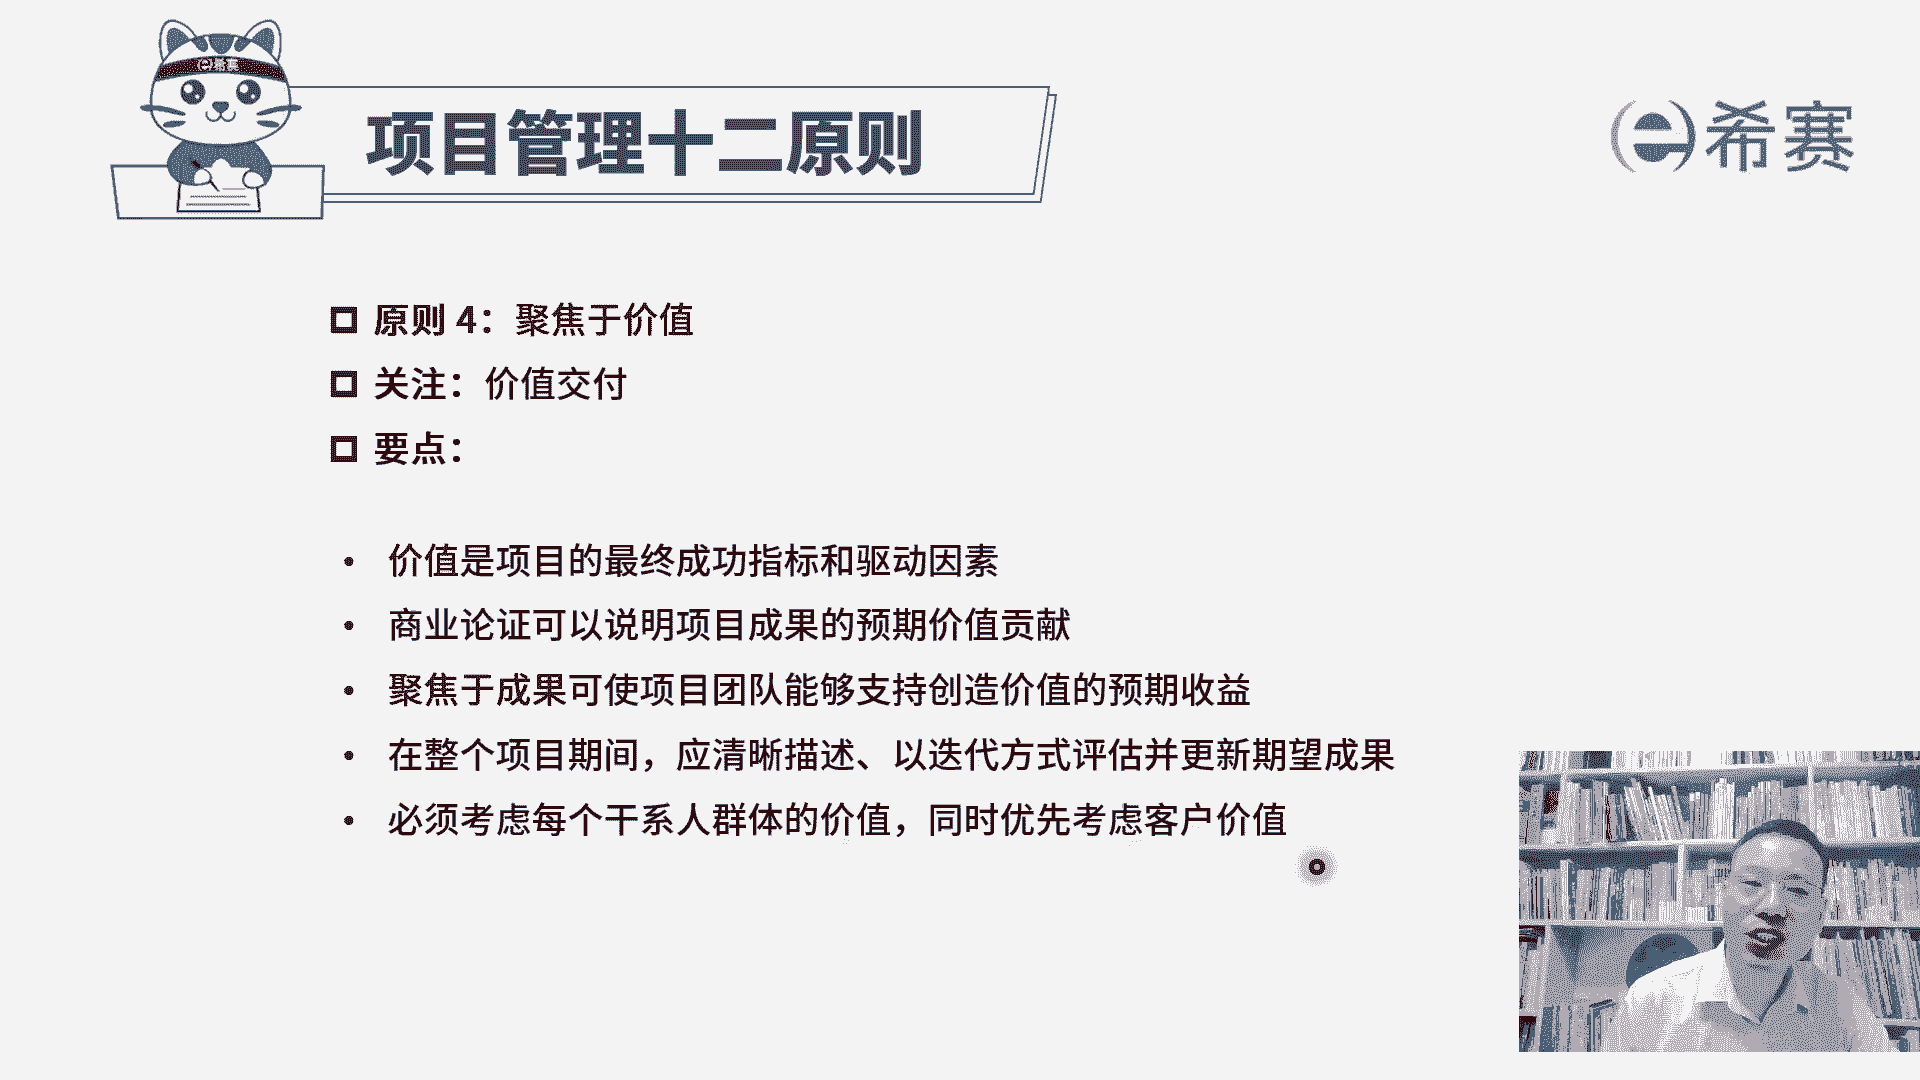 希赛
项目管理十二原则
希赛
原则 4：聚焦于价值
关注：价值交付
要点：
• 价值是项目的最终成功指标和驱动因素
• 商业论证可以说明项目成果的预期价值贡献
• 聚焦于成果可使项目团队能够支持创造价值的预期收益
• 在整个项目期间，应清晰描述、以迭代方式评估并更新期望成果
• 必须考虑每个干系人群体的价值，同时优先考虑客户价值